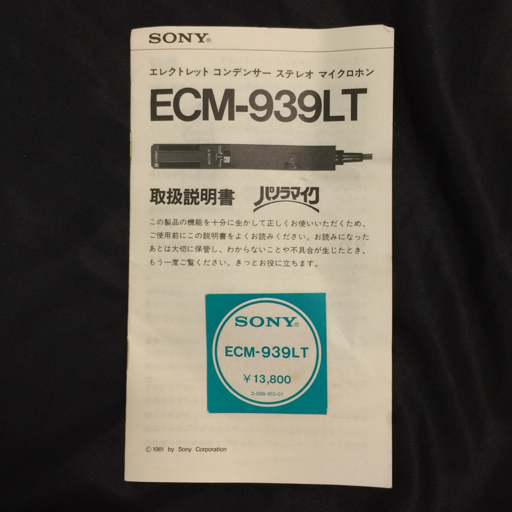 SONY®
エレクトレット コンデンサー ステレオ マイクロホン
ECM-939LT
取扱説明書 パノラマイク
この製品の機能を十分に生かして正しくお使いいただくため、
ご使用前にこの説明書をよくお読みください。お読みになった
あとは大切に保管し、わからないことや不具合が生じたとき、
もう一度ご覧ください。きっとお役に立ちます。
SONY®
ECM-939LT
¥13,800
© 1981 by Sony Corporation